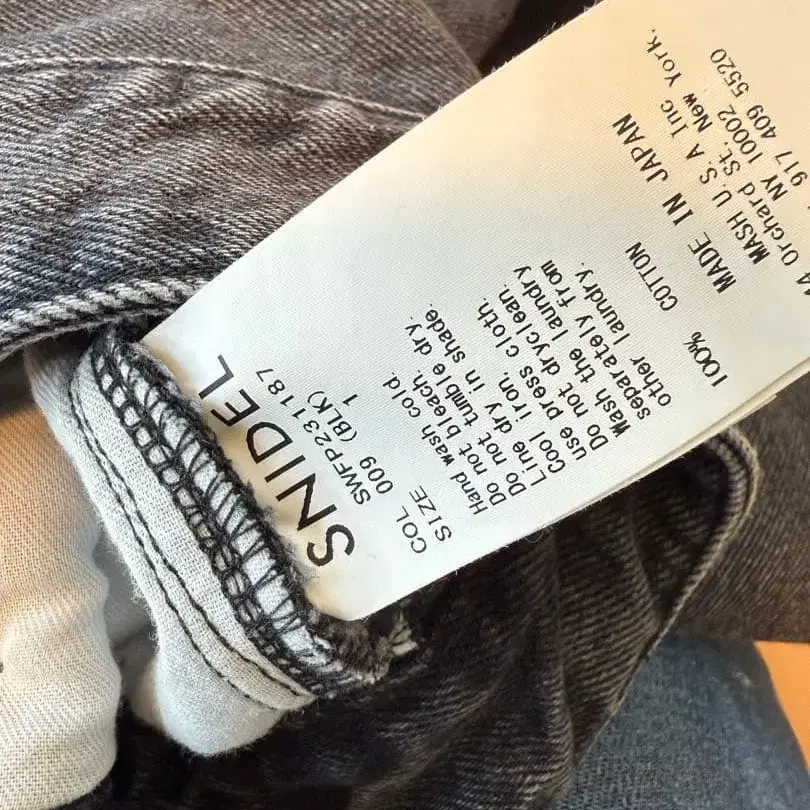 SNIDEL
SWFP231187
COL 009 (BLK)
SIZE 1
Hand wash cold.
Do not bleach.
Do not tumble dry.
Line dry in shade.
Cool iron.
use press cloth.
Do not dryclean.
Wash the laundry
separately from
other laundry.
100% COTTON
MADE IN JAPAN
MASH U.S.A Inc
Orchard St. New York.
NY 10002
917 409 5520